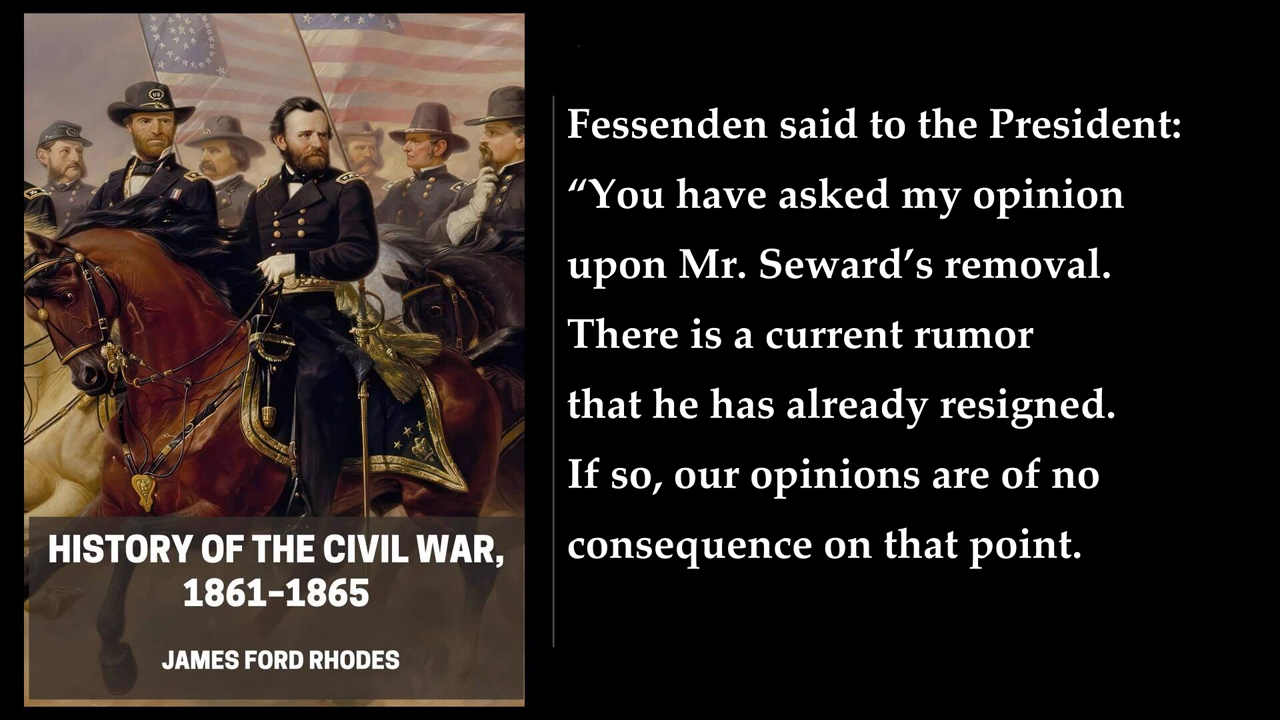 HISTORY OF THE CIVIL WAR,
1861–1865
JAMES FORD RHODES
Fessenden said to the President:
“You have asked my opinion
upon Mr. Seward’s removal.
There is a current rumor
that he has already resigned.
If so, our opinions are of no
consequence on that point.